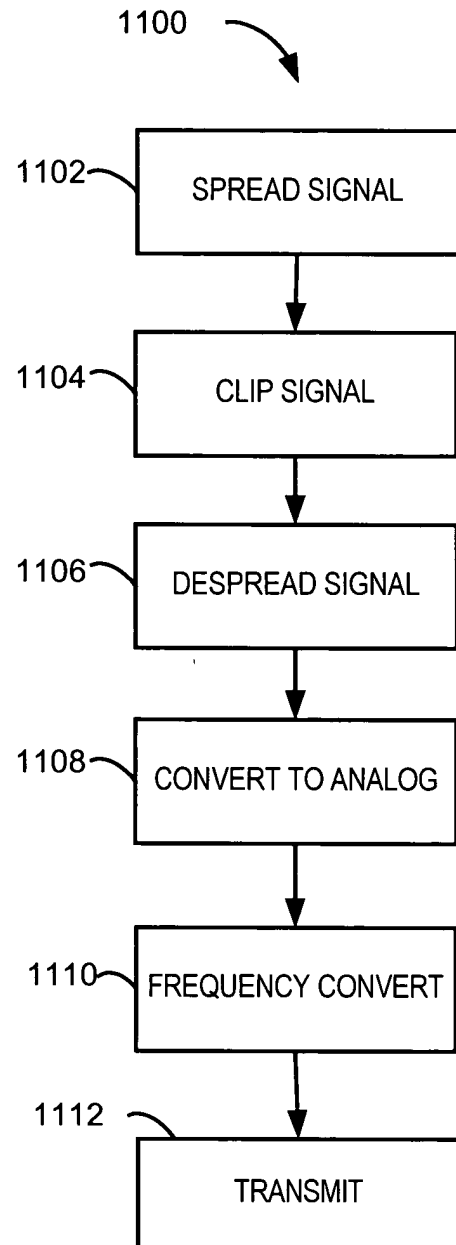 1100
1102
SPREAD SIGNAL
1104
CLIP SIGNAL
1106
DESPREAD SIGNAL
1108
CONVERT TO ANALOG
1110
FREQUENCY CONVERT
1112
TRANSMIT